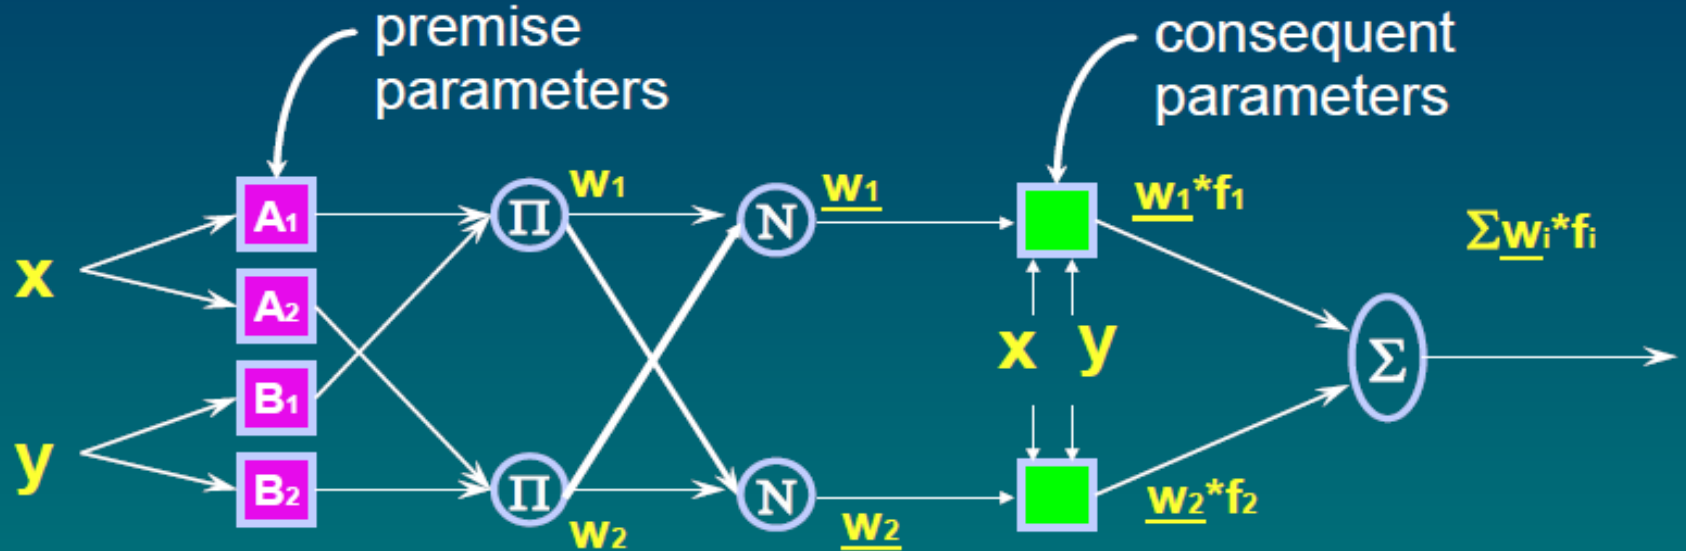 premise
parameters
consequent
parameters
w₁
w₁
w₁*f₁
Σwᵢ*fᵢ
A₁
Π
N
x
A₂
x y
Σ
B₁
y
B₂
Π
N
w₂
w₂
w₂*f₂